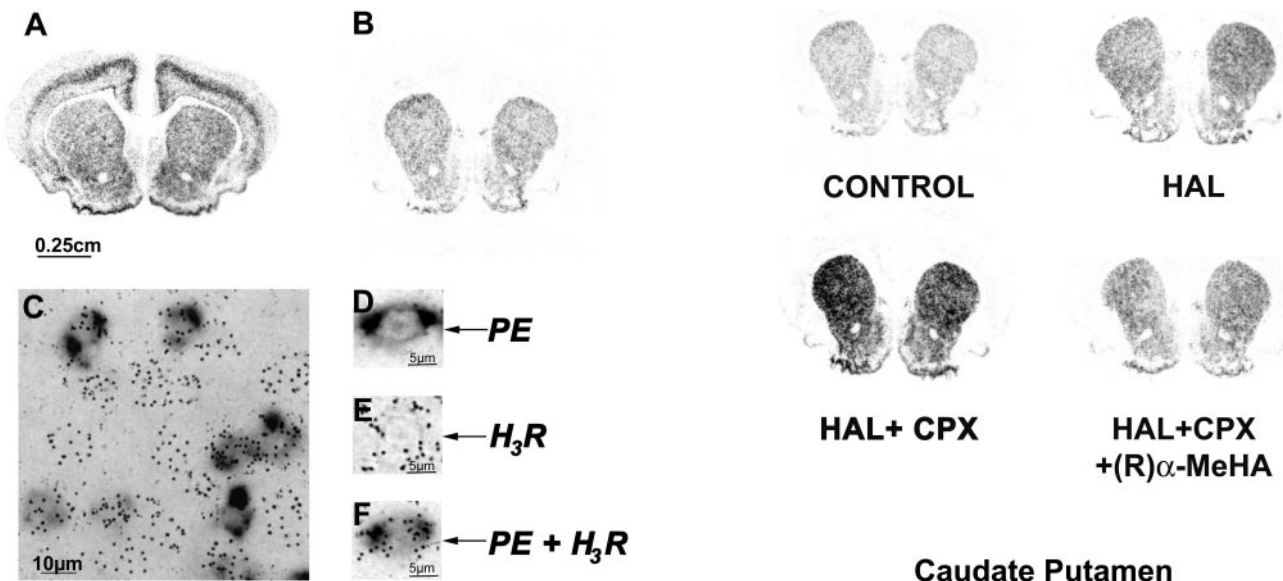 A
B
0.25cm
C
10μm
D
PE
5μm
E
H₃R
5μm
F
PE + H₃R
5μm
CONTROL
HAL
HAL+ CPX
HAL+CPX
+(R)α-MeHA
Caudate Putamen